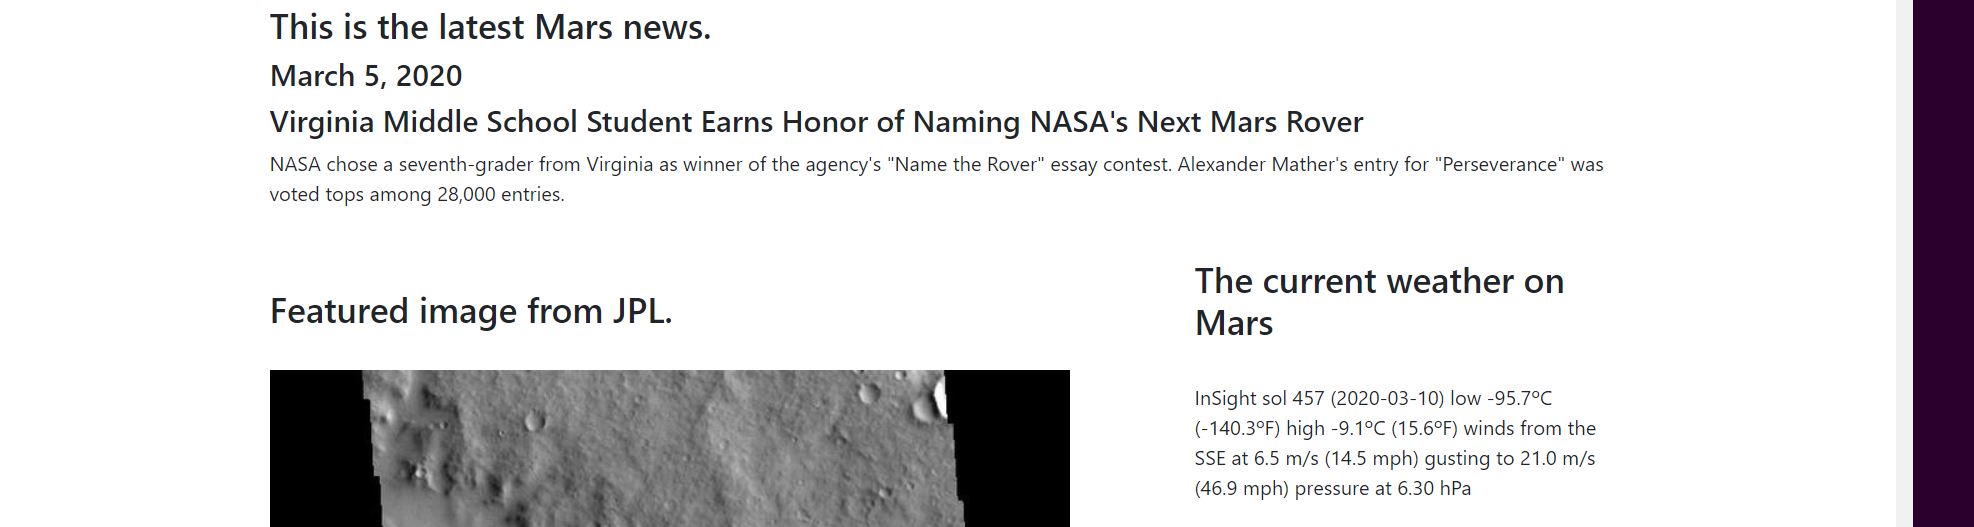 This is the latest Mars news.
March 5, 2020
Virginia Middle School Student Earns Honor of Naming NASA's Next Mars Rover
NASA chose a seventh-grader from Virginia as winner of the agency's "Name the Rover" essay contest. Alexander Mather's entry for "Perseverance" was
voted tops among 28,000 entries.
Featured image from JPL.
The current weather on
Mars
InSight sol 457 (2020-03-10) low -95.7ºC
(-140.3ºF) high -9.1ºC (15.6ºF) winds from the
SSE at 6.5 m/s (14.5 mph) gusting to 21.0 m/s
(46.9 mph) pressure at 6.30 hPa